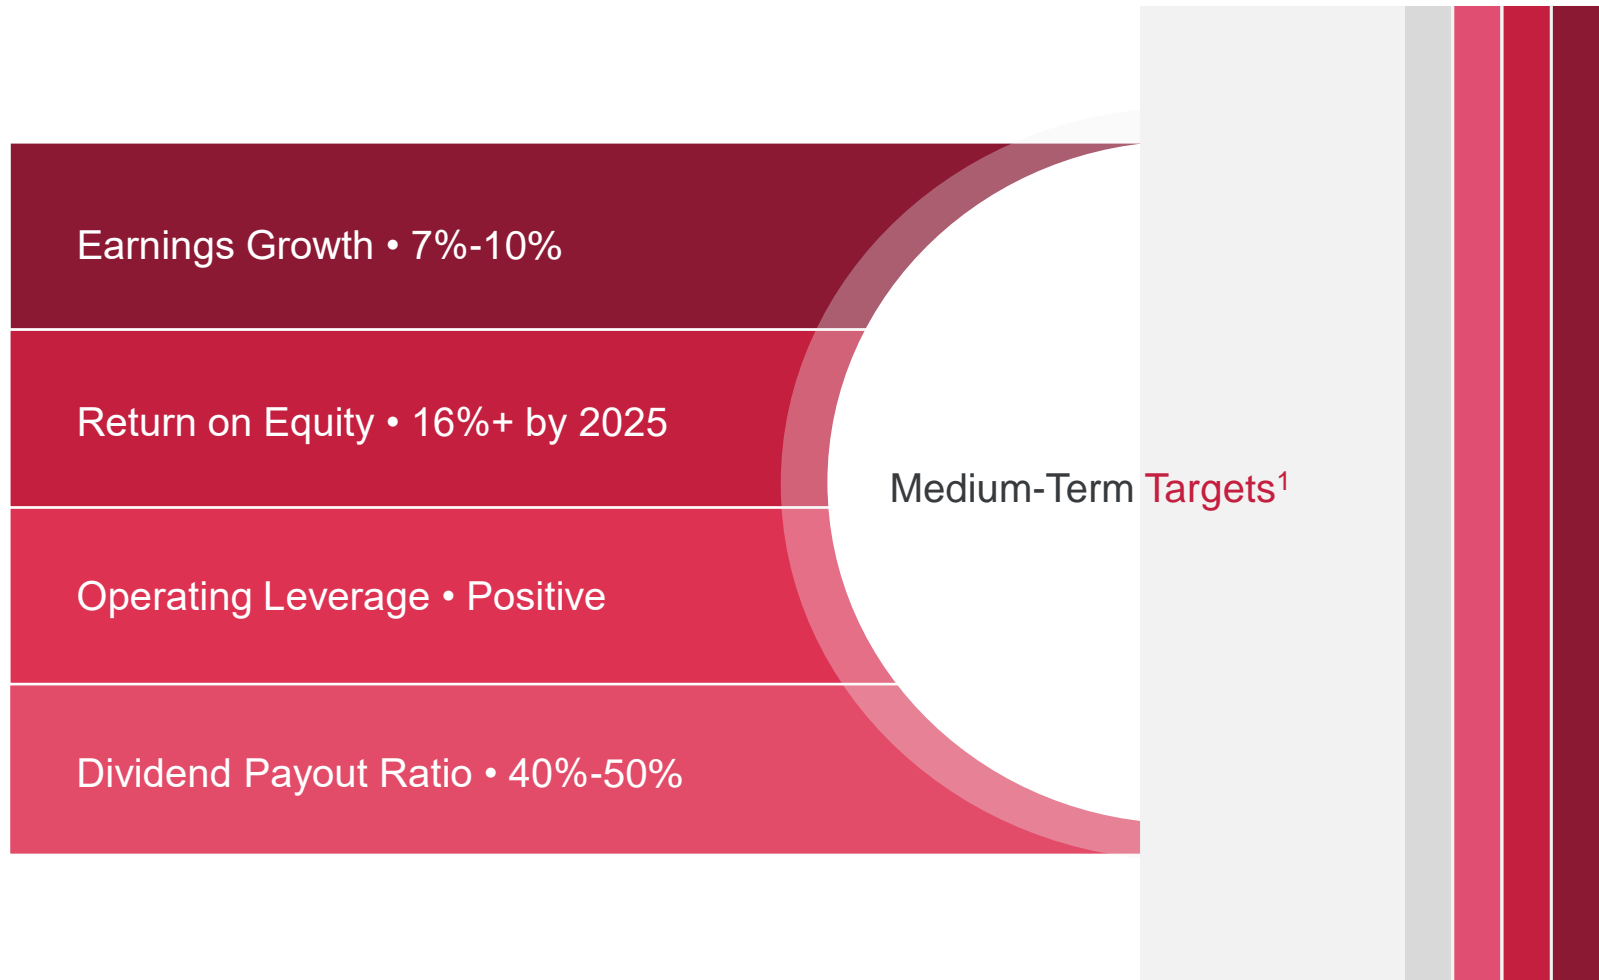 Earnings Growth • 7%-10%
Return on Equity • 16%+ by 2025
Operating Leverage • Positive
Dividend Payout Ratio • 40%-50%
Medium-Term Targets¹